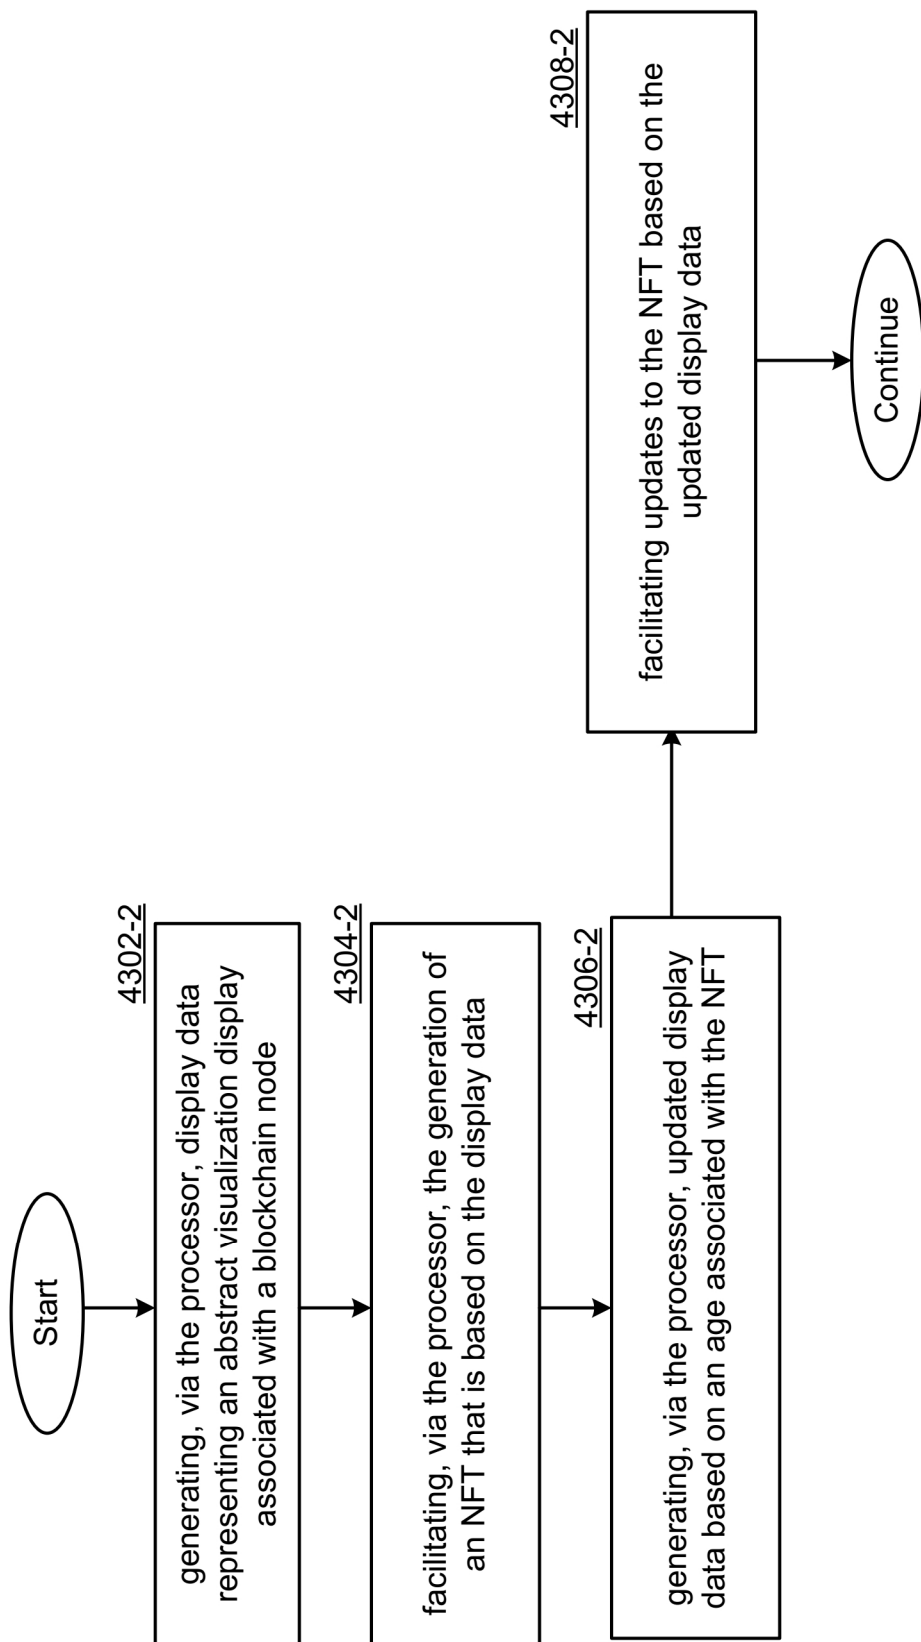 Start
4302-2
generating, via the processor, display data
representing an abstract visualization display
associated with a blockchain node
4304-2
facilitating, via the processor, the generation of
an NFT that is based on the display data
4306-2
generating, via the processor, updated display
data based on an age associated with the NFT
4308-2
facilitating updates to the NFT based on the
updated display data
Continue